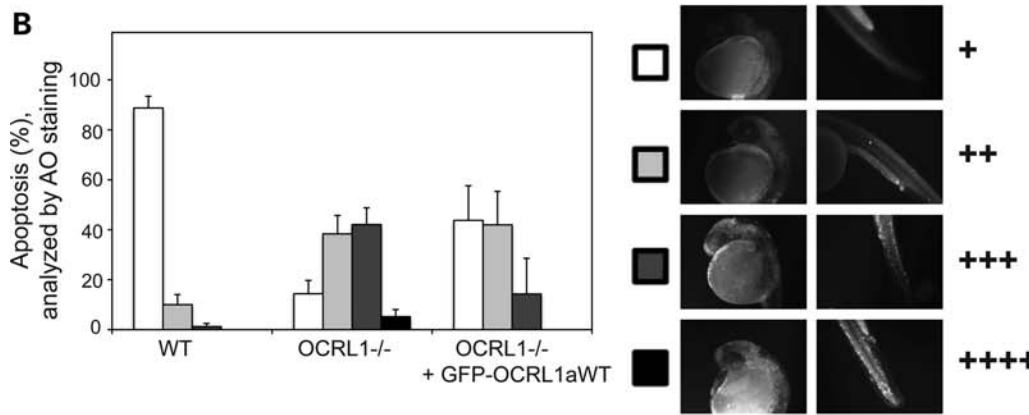 B
Apoptosis (%),
analyzed by AO staining
100
80
60
40
20
0
WT
OCRL1-/-
OCRL1-/-
+ GFP-OCRL1aWT
+
++
+++
++++